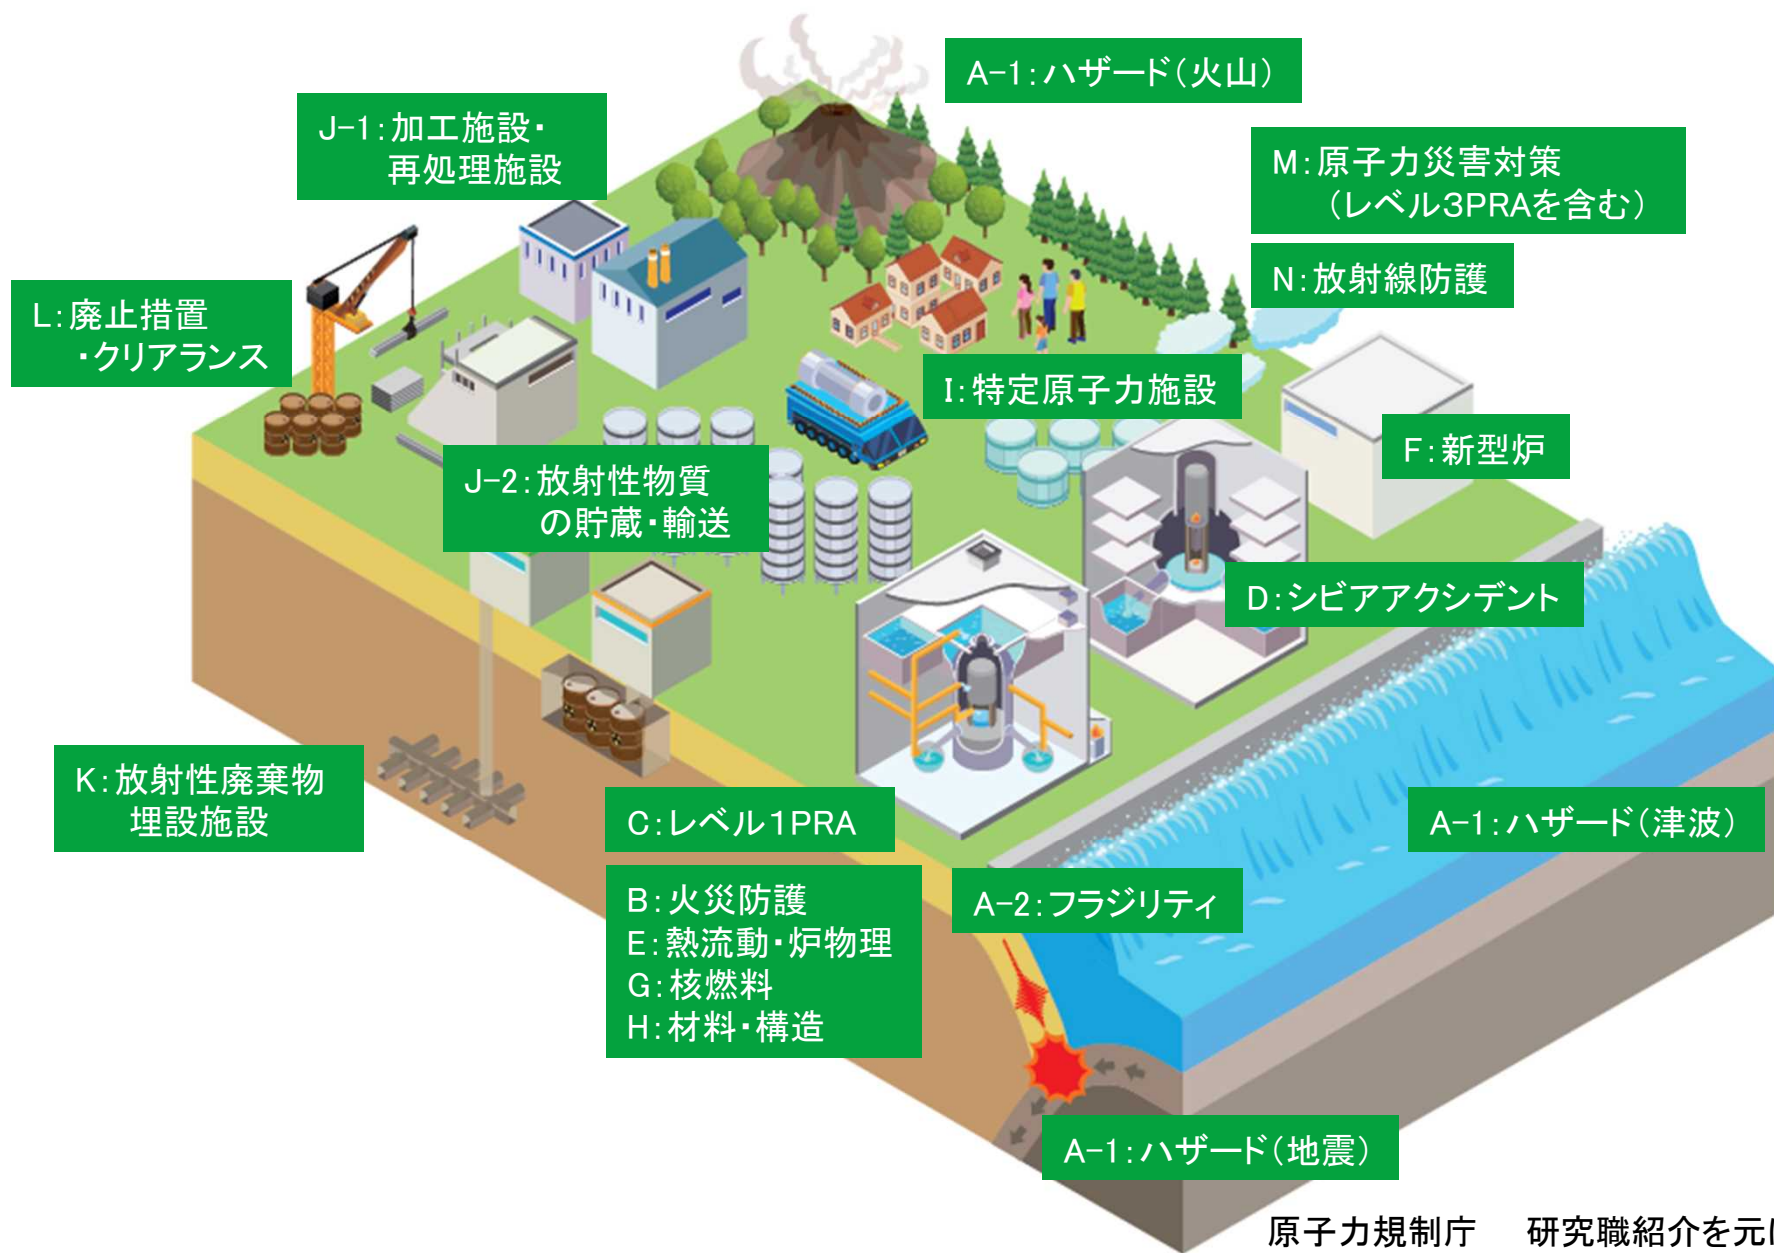 A-1:ハザード(火山)
J-1:加工施設・
再処理施設
M:原子力災害対策
(レベル3PRAを含む)
N:放射線防護
L:廃止措置
・クリアランス
I:特定原子力施設
F:新型炉
J-2:放射性物質
の貯蔵・輸送
D:シビアアクシデント
K:放射性廃棄物
埋設施設
C:レベル1PRA
A-1:ハザード(津波)
B:火災防護
E:熱流動・炉物理
G:核燃料
H:材料・構造
A-2:フラジリティ
A-1:ハザード(地震)
原子力規制庁 研究職紹介を元に